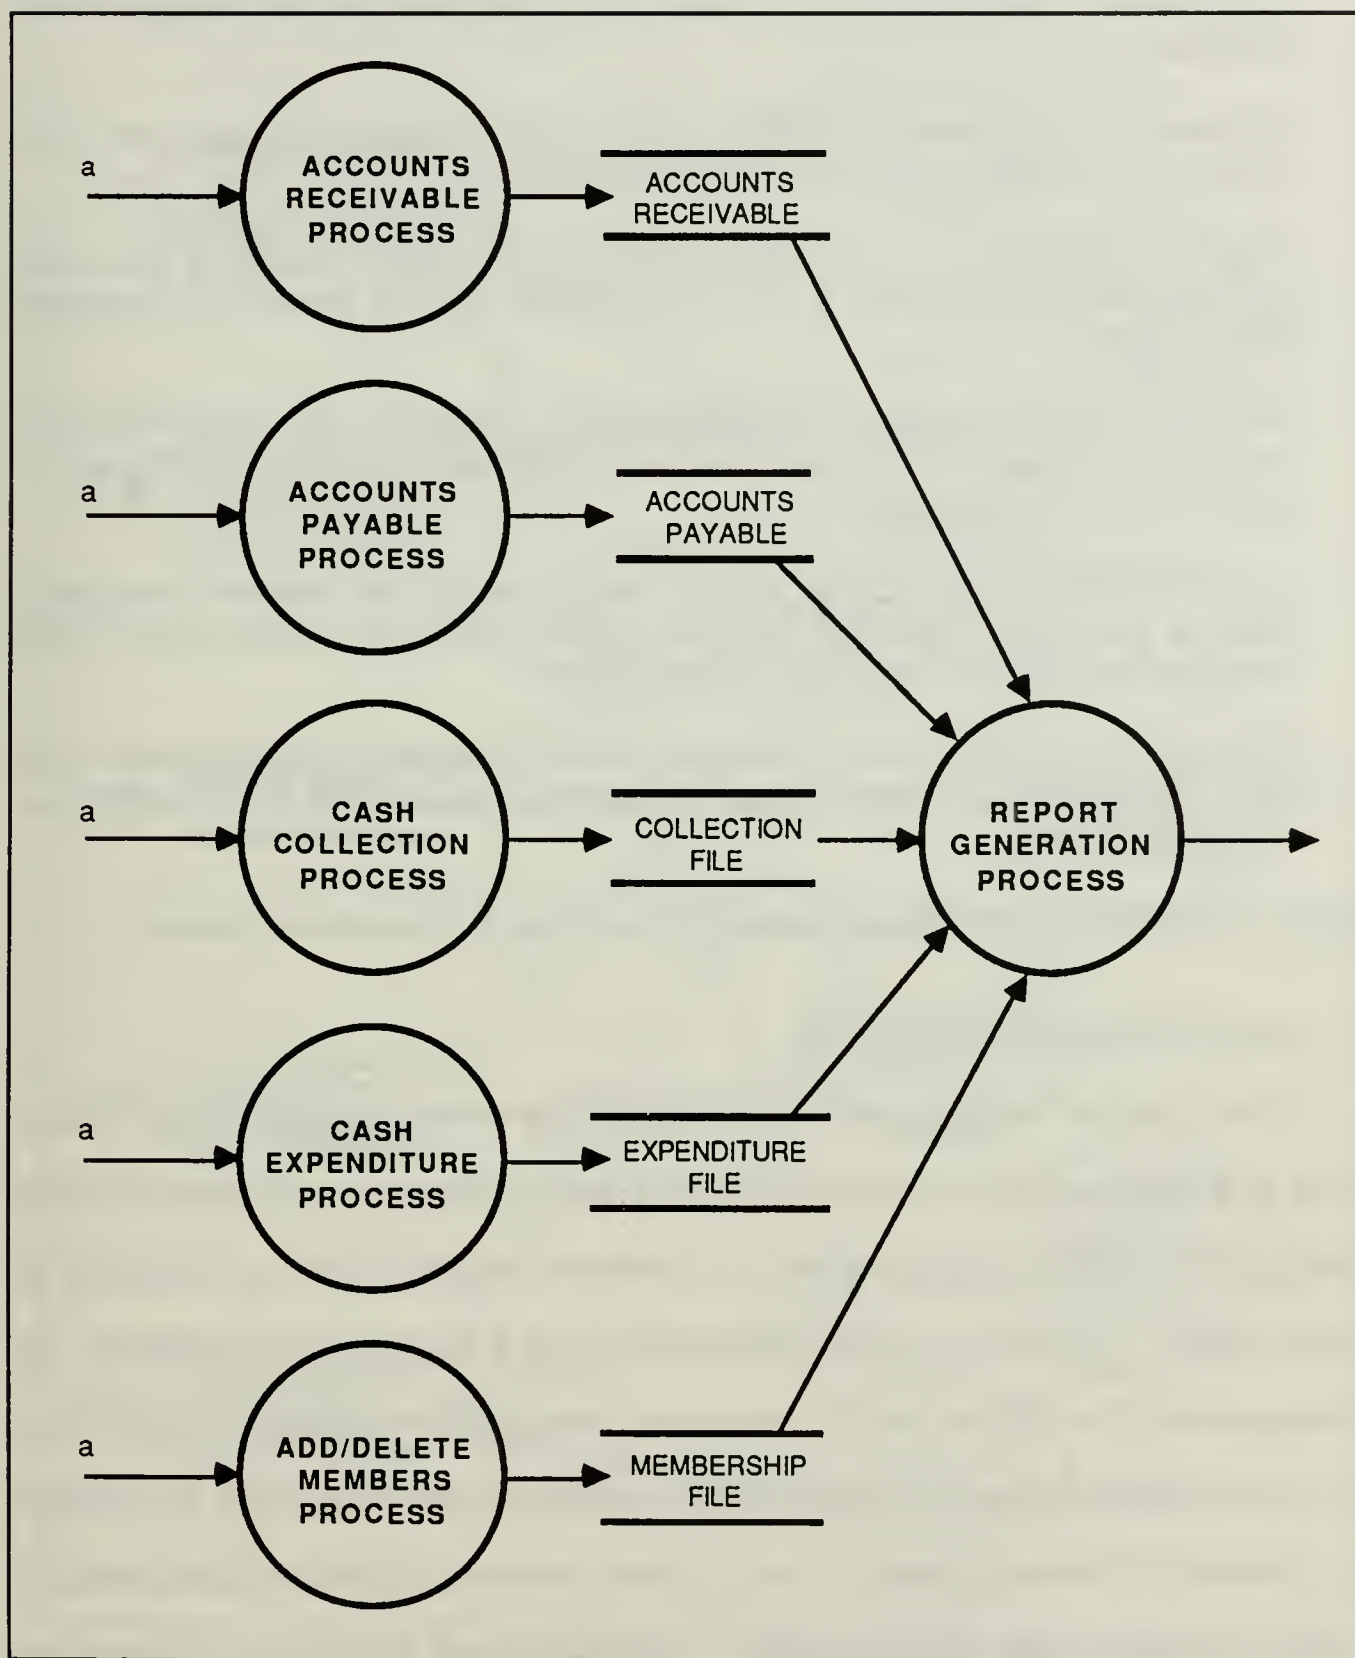 a
ACCOUNTS
RECEIVABLE
PROCESS
ACCOUNTS
RECEIVABLE
a
ACCOUNTS
PAYABLE
PROCESS
ACCOUNTS
PAYABLE
a
CASH
COLLECTION
PROCESS
COLLECTION
FILE
REPORT
GENERATION
PROCESS
a
CASH
EXPENDITURE
PROCESS
EXPENDITURE
FILE
a
ADD/DELETE
MEMBERS
PROCESS
MEMBERSHIP
FILE